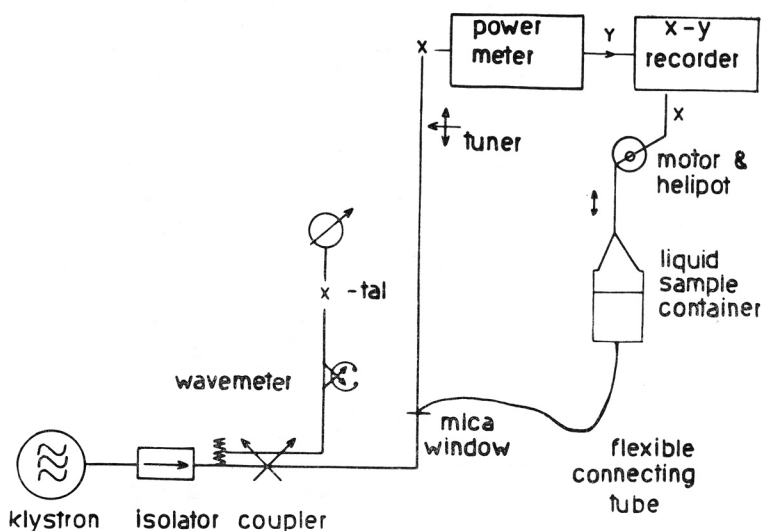 power
meter
Y
x-y
recorder
x
tuner
X
motor &
helipot
x -tal
liquid
sample
container
wavemeter
mica
window
flexible
connecting
tube
klystron
isolator
coupler